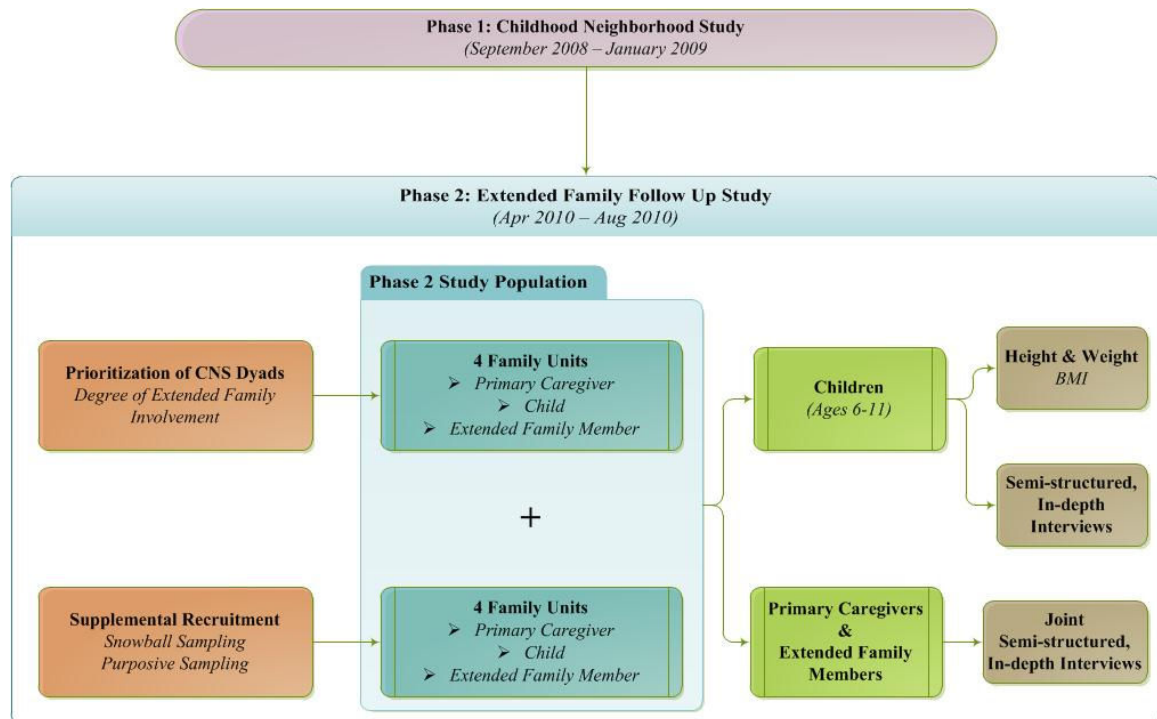 Phase 1: Childhood Neighborhood Study
(September 2008 – January 2009)
Phase 2: Extended Family Follow Up Study
(Apr 2010 – Aug 2010)
Phase 2 Study Population
Prioritization of CNS Dyads
Degree of Extended Family
Involvement
4 Family Units
➢ Primary Caregiver
➢ Child
➢ Extended Family Member
Children
(Ages 6-11)
Height & Weight
BMI
Semi-structured,
In-depth
Interviews
+
Supplemental Recruitment
Snowball Sampling
Purposive Sampling
4 Family Units
➢ Primary Caregiver
➢ Child
➢ Extended Family Member
Primary Caregivers
&
Extended Family
Members
Joint
Semi-structured,
In-depth Interviews